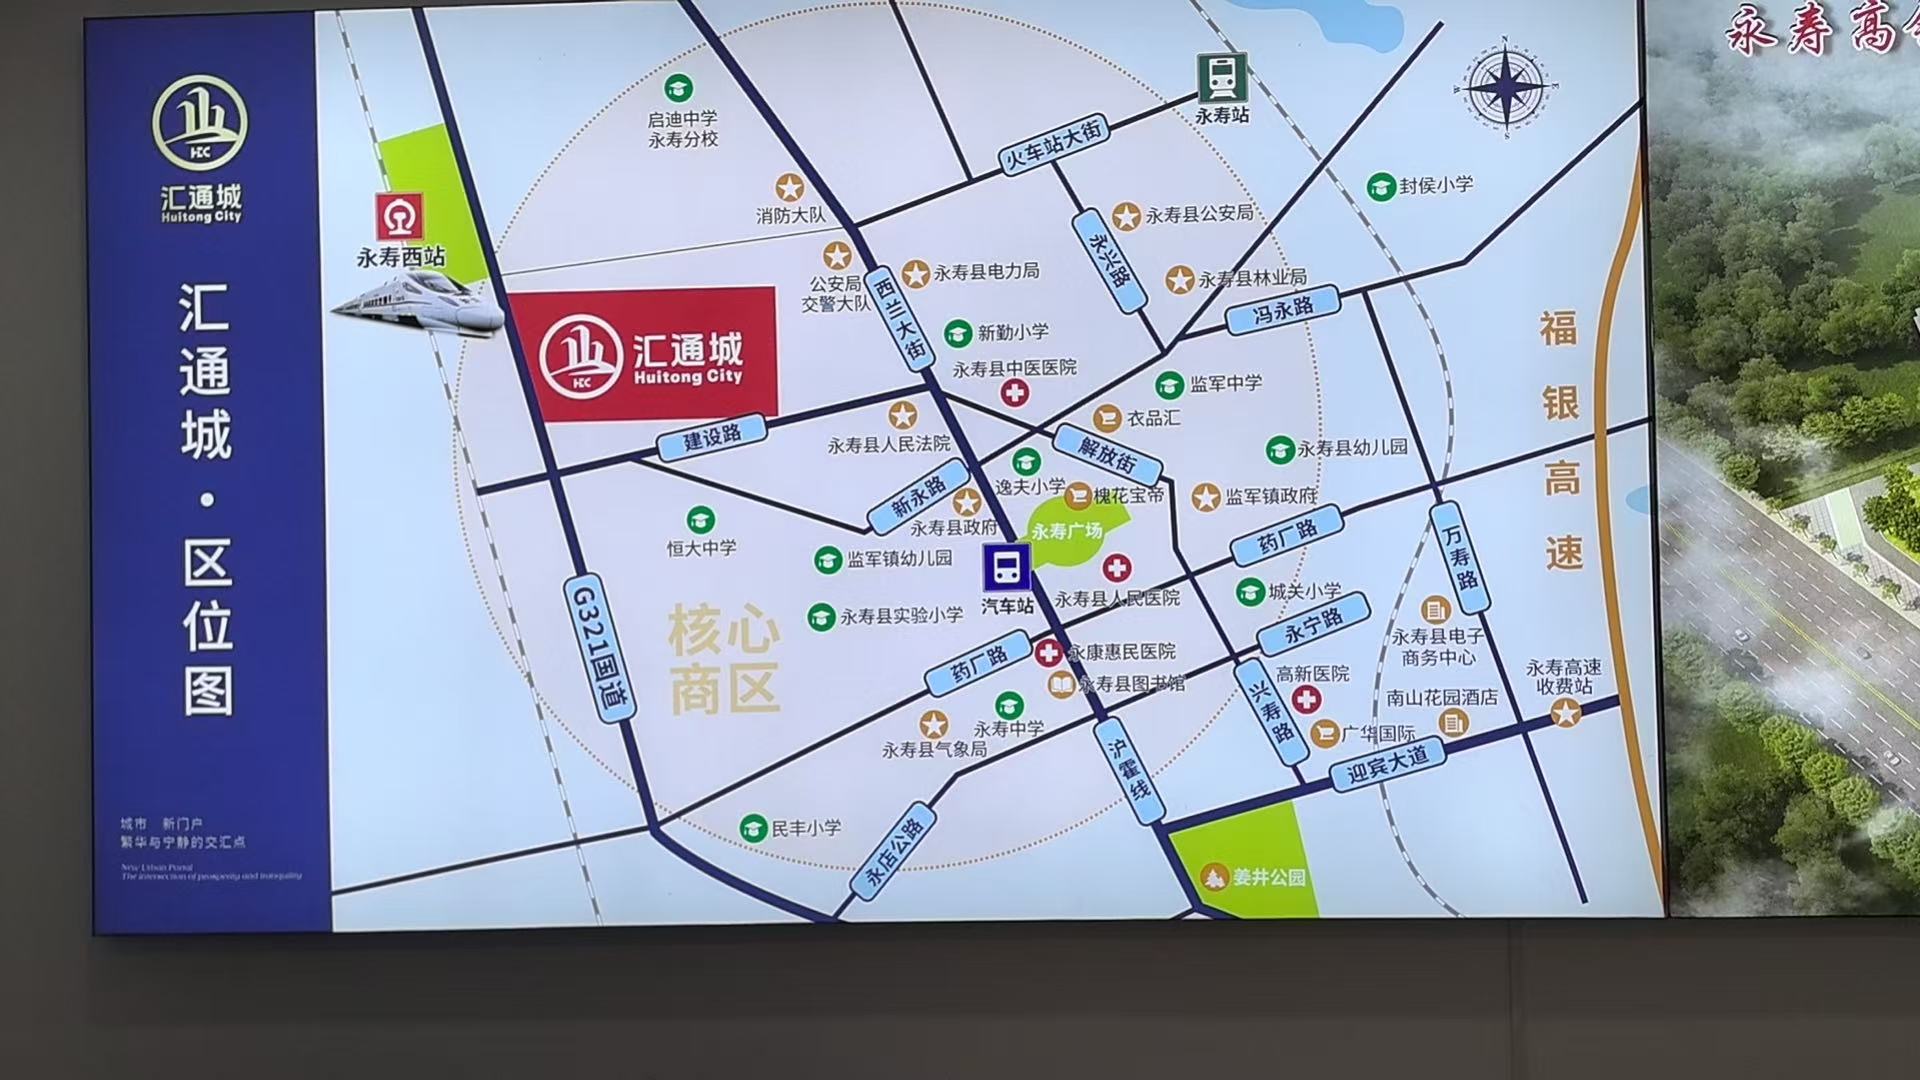 HDC
汇通城
Huitong City
汇通城·区位图
城市 新门户
繁华与宁静的交汇点
New Urban Portal
The intersection of prosperity and tranquility
永寿西站
启迪中学
永寿分校
消防大队
公安局
交警大队
西兰大街
永寿县电力局
新勤小学
永寿县中医医院
火车站大街
永寿站
N
E
S
W
永兴路
永寿县公安局
永寿县林业局
冯永路
封侯小学
汇通城
Huitong City
建设路
永寿县人民法院
新永路
永寿县政府
逸夫小学
槐花宝帝
解放街
衣品汇
监军中学
永寿县幼儿园
监军镇政府
永寿广场
恒大中学
监军镇幼儿园
永寿县实验小学
汽车站
永寿县人民医院
药厂路
城关小学
永宁路
万寿路
永寿县电子
商务中心
福银高速
G321国道
核心
商区
药厂路
永康惠民医院
永寿县图书馆
永寿中学
永寿县气象局
高新医院
兴寿路
广华国际
南山花园酒店
永寿高速
收费站
迎宾大道
沪霍线
民丰小学
永店公路
姜井公园
永寿高